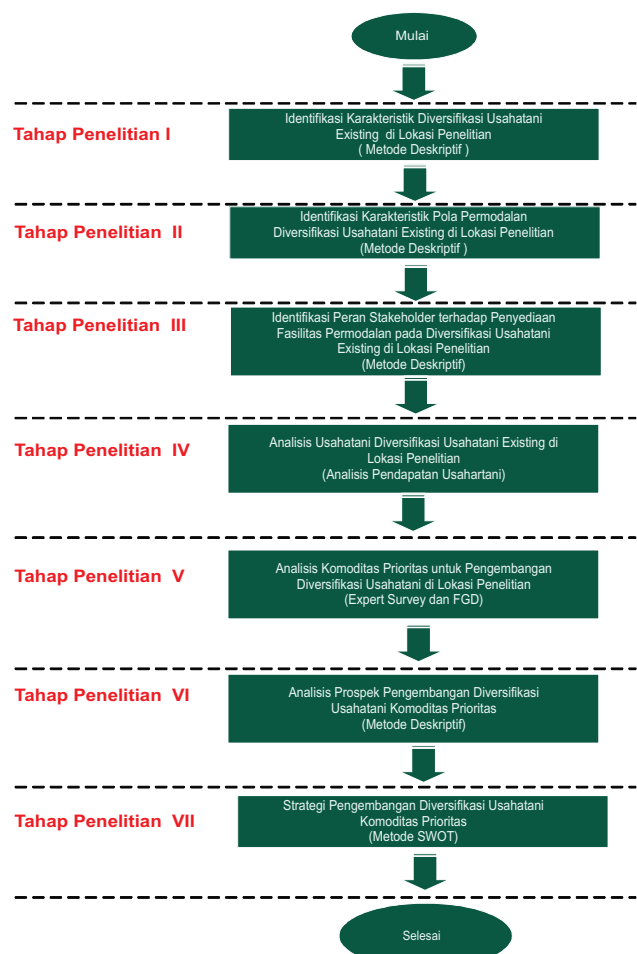 Mulai
Tahap Penelitian I
Identifikasi Karakteristik Diversifikasi Usahatani
Existing di Lokasi Penelitian
( Metode Deskriptif )
Tahap Penelitian II
Identifikasi Karakteristik Pola Permodalan
Diversifikasi Usahatani Existing di Lokasi Penelitian
(Metode Deskriptif )
Tahap Penelitian III
Identifikasi Peran Stakeholder terhadap Penyediaan
Fasilitas Permodalan pada Diversifikasi Usahatani
Existing di Lokasi Penelitian
(Metode Deskriptif)
Tahap Penelitian IV
Analisis Usahatani Diversifikasi Usahatani Existing di
Lokasi Penelitian
(Analisis Pendapatan Usahartani)
Tahap Penelitian V
Analisis Komoditas Prioritas untuk Pengembangan
Diversifikasi Usahatani di Lokasi Penelitian
(Expert Survey dan FGD)
Tahap Penelitian VI
Analisis Prospek Pengembangan Diversifikasi
Usahatani Komoditas Prioritas
(Metode Deskriptif)
Tahap Penelitian VII
Strategi Pengembangan Diversifikasi Usahatani
Komoditas Prioritas
(Metode SWOT)
Selesai